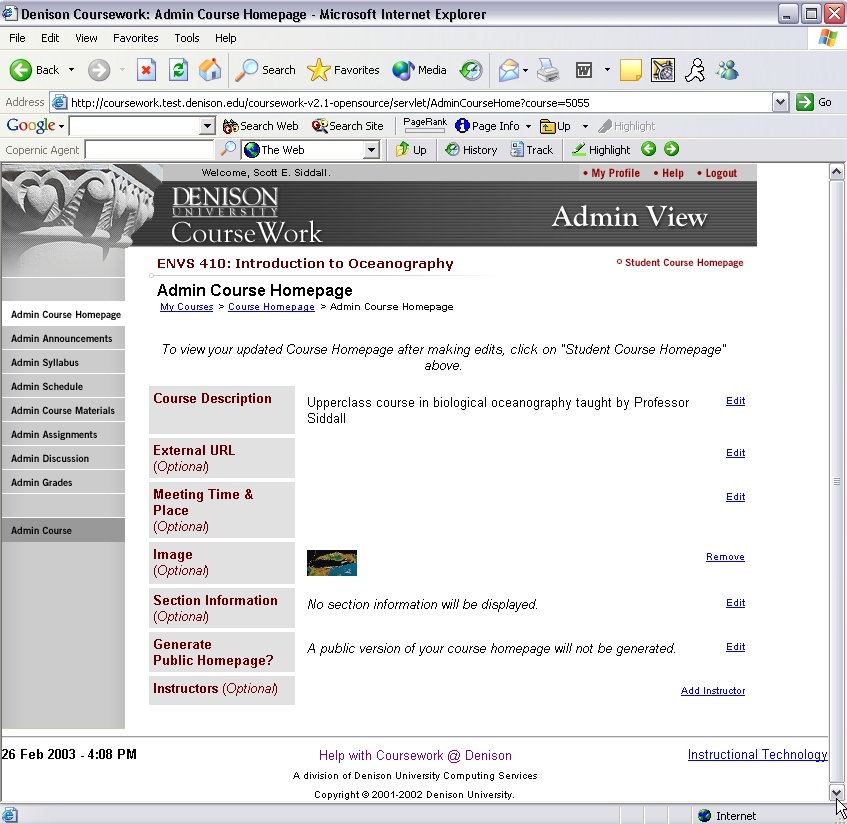 Denison Coursework: Admin Course Homepage - Microsoft Internet Explorer
File Edit View Favorites Tools Help
Back Search Favorites Media
Address http://coursework.test.denison.edu/coursework-v2.1-opensource/servlet/AdminCourseHome?course=5055 Go
Google Search Web Search Site PageRank Page Info Up Highlight
Copernic Agent The Web Up History Track Highlight
Welcome, Scott E. Siddall. • My Profile • Help • Logout
DENISON
UNIVERSITY
CourseWork
Admin View
ENVS 410: Introduction to Oceanography
Student Course Homepage
Admin Course Homepage
My Courses > Course Homepage > Admin Course Homepage
Admin Course Homepage
Admin Announcements
Admin Syllabus
Admin Schedule
Admin Course Materials
Admin Assignments
Admin Discussion
Admin Grades
Admin Course
To view your updated Course Homepage after making edits, click on "Student Course Homepage"
above.
Course Description
Upperclass course in biological oceanography taught by Professor
Siddall
Edit
External URL
(Optional)
Edit
Meeting Time &
Place
(Optional)
Edit
Image
(Optional)
Remove
Section Information
(Optional)
No section information will be displayed.
Edit
Generate
Public Homepage?
A public version of your course homepage will not be generated.
Edit
Instructors (Optional)
Add Instructor
26 Feb 2003 - 4:08 PM
Help with Coursework @ Denison
Instructional Technology
A division of Denison University Computing Services
Copyright © 2001-2002 Denison University.
Internet